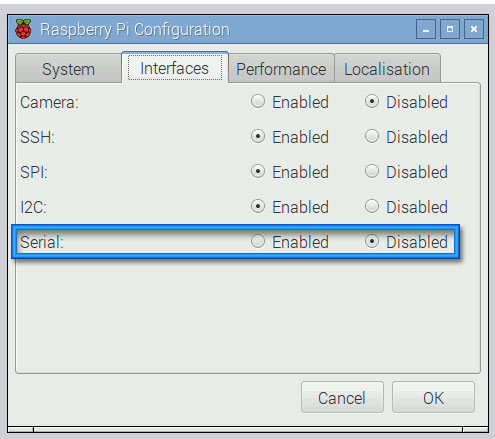 Raspberry Pi Configuration
System Interfaces Performance Localisation
Camera: Enabled Disabled
SSH: Enabled Disabled
SPI: Enabled Disabled
I2C: Enabled Disabled
Serial: Enabled Disabled
Cancel OK